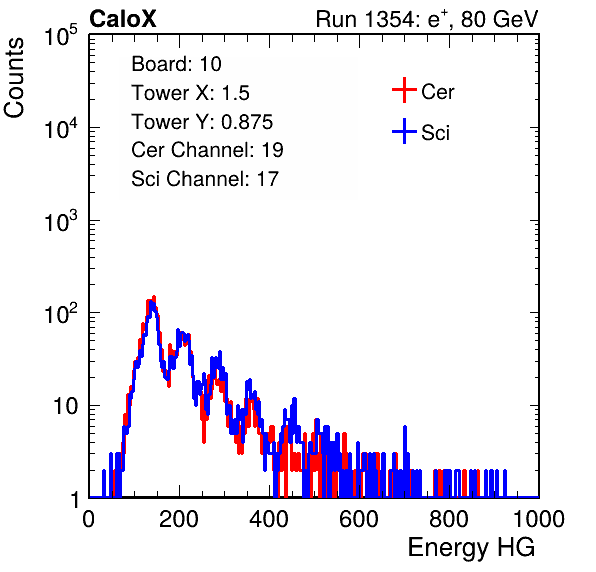 CaloX Run 1354: e⁺, 80 GeV
Counts
Board: 10
Tower X: 1.5
Tower Y: 0.875
Cer Channel: 19
Sci Channel: 17
Cer
Sci
10⁵
10⁴
10³
10²
10
1
0 200 400 600 800 1000
Energy HG